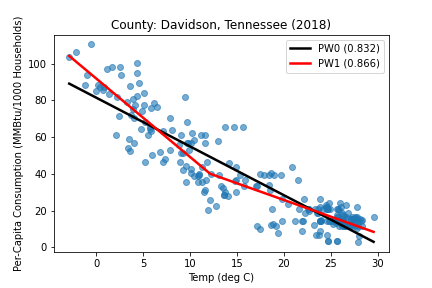 County: Davidson, Tennessee (2018)
PW0 (0.832)
PW1 (0.866)
Per-Capita Consumption (MMBtu/1000 Households)
100
80
60
40
20
0
0 5 10 15 20 25 30
Temp (deg C)